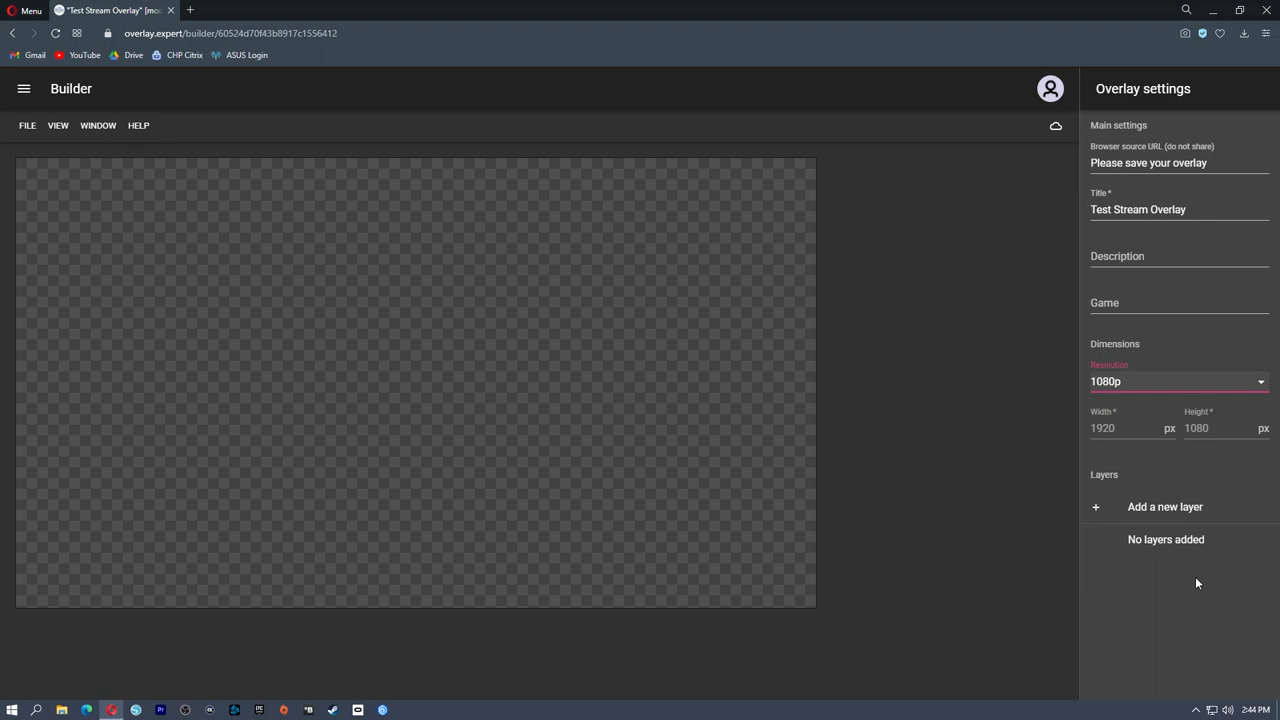 Menu
"Test Stream Overlay" [moc
overlay.expert/builder/60524d70f43b8917c1556412
Gmail
YouTube
Drive
CHP Citrix
ASUS Login
Builder
Overlay settings
FILE
VIEW
WINDOW
HELP
Main settings
Browser source URL (do not share)
Please save your overlay
Title *
Test Stream Overlay
Description
Game
Dimensions
Resolution
1080p
Width *
Height *
1920 px
1080 px
Layers
+ Add a new layer
No layers added
2:44 PM